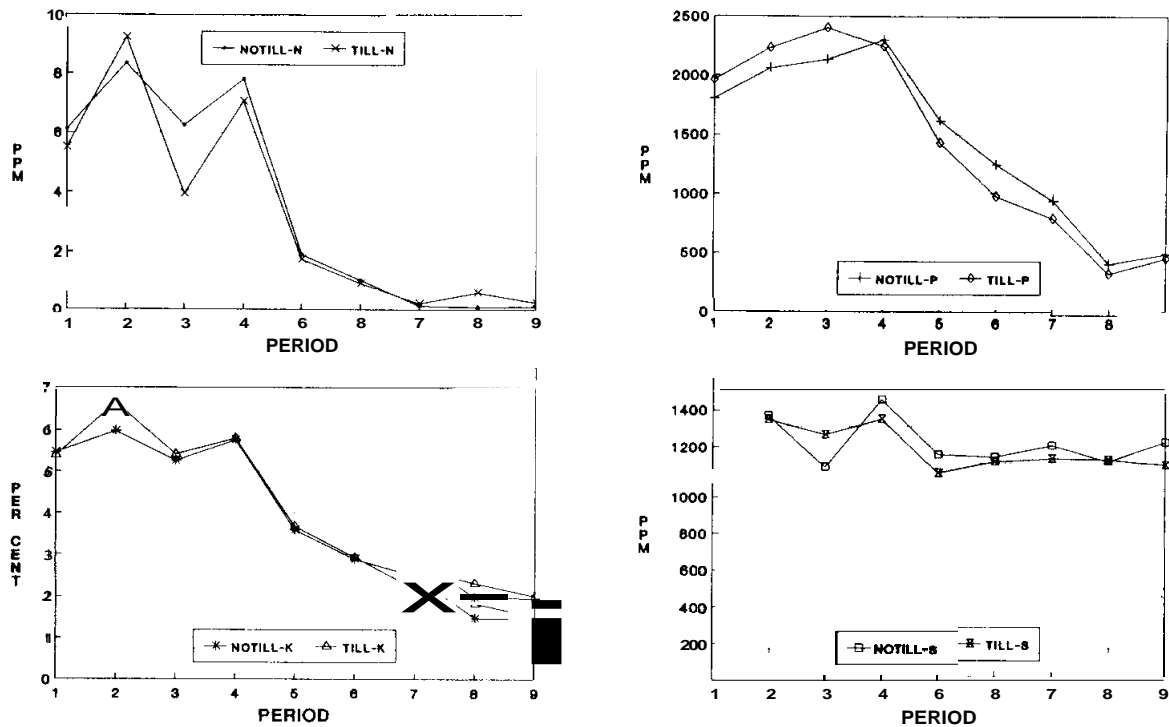 10
8
6
4
2
0
PPM
NOTILL-N TILL-N
1 2 3 4 6 6 7 8 9
PERIOD
2500
2000
1500
1000
500
0
PPM
NOTILL-P TILL-P
1 2 3 4 5 6 7 8
PERIOD
7
6
5
4
3
2
1
0
PER CENT
NOTILL-K TILL-K
1 2 3 4 5 6 7 8 9
PERIOD
1400
1200
1000
800
600
400
200
PPM
NOTILL-S TILL-S
1 2 3 4 6 6 7 8 9
PERIOD